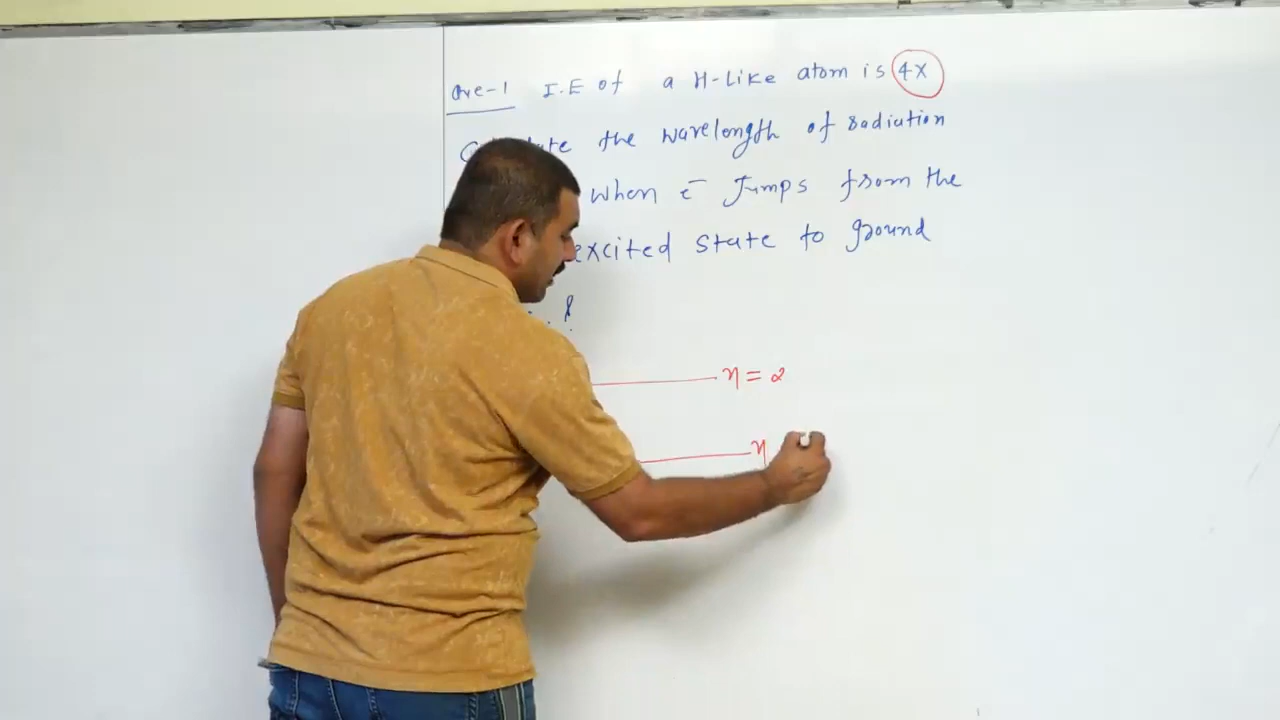 Que-1 I.E of a H-Like atom is 4X
the wavelength of radiation
when e⁻ Jumps from the
excited state to ground
η = ∝
η